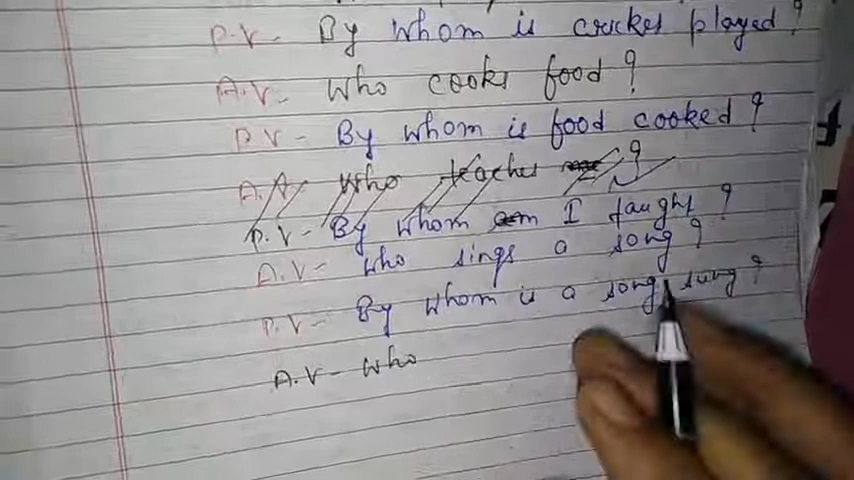 P.V- By whom is cricket played?
A.V- Who cooks food?
P.V- By whom is food cooked?
A.A Who teaches ?
P.V- By whom am I taught?
A.V- Who sings a song?
P.V- By whom is a song sung?
A.V- Who